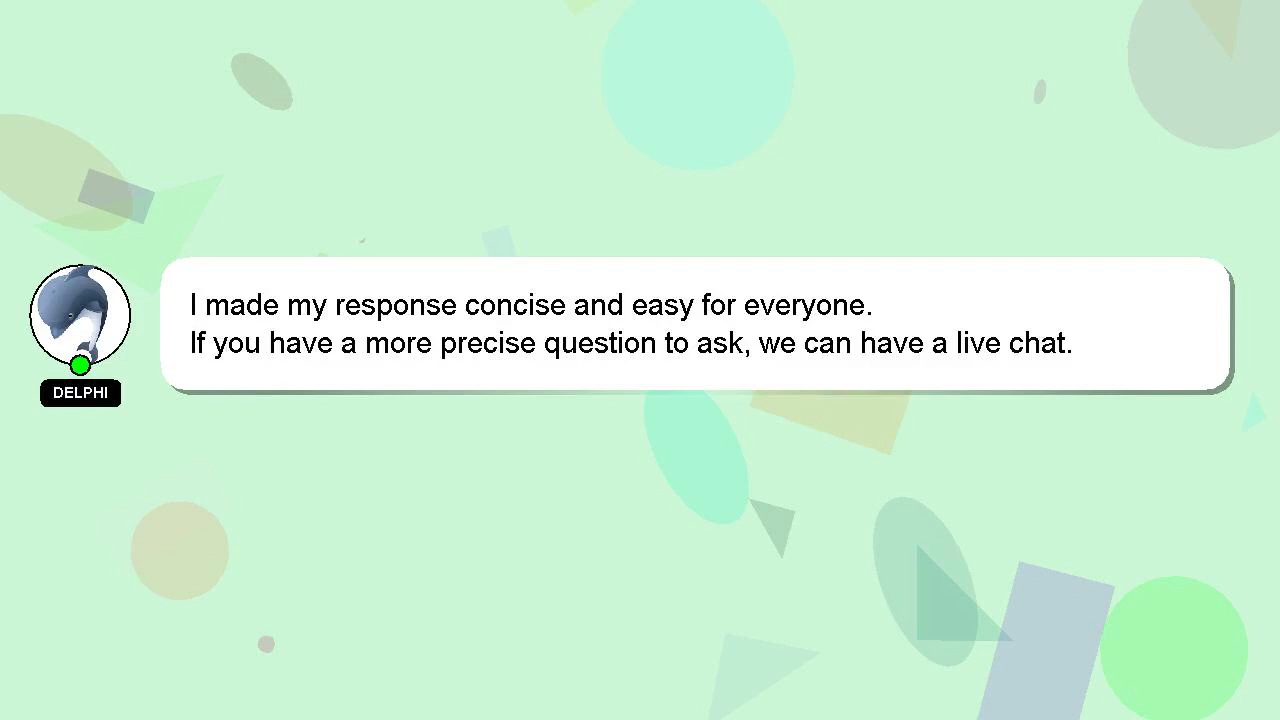 I made my response concise and easy for everyone.
If you have a more precise question to ask, we can have a live chat.
DELPHI